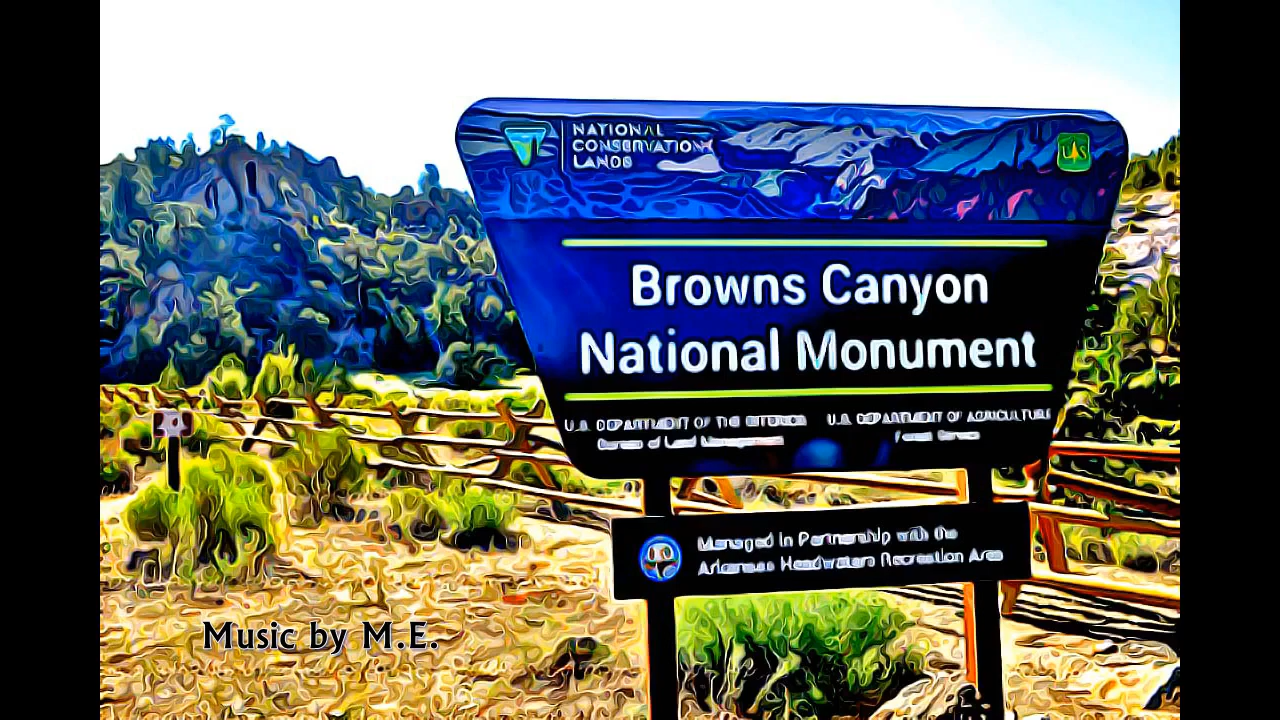 NATIONAL
CONSERVATION
LANDS
US
Browns Canyon
National Monument
U.S. DEPARTMENT OF THE INTERIOR
Bureau of Land Management
U.S. DEPARTMENT OF AGRICULTURE
Forest Service
Managed in Partnership with the
Arkansas Headwaters Recreation Area
Music by M.E.